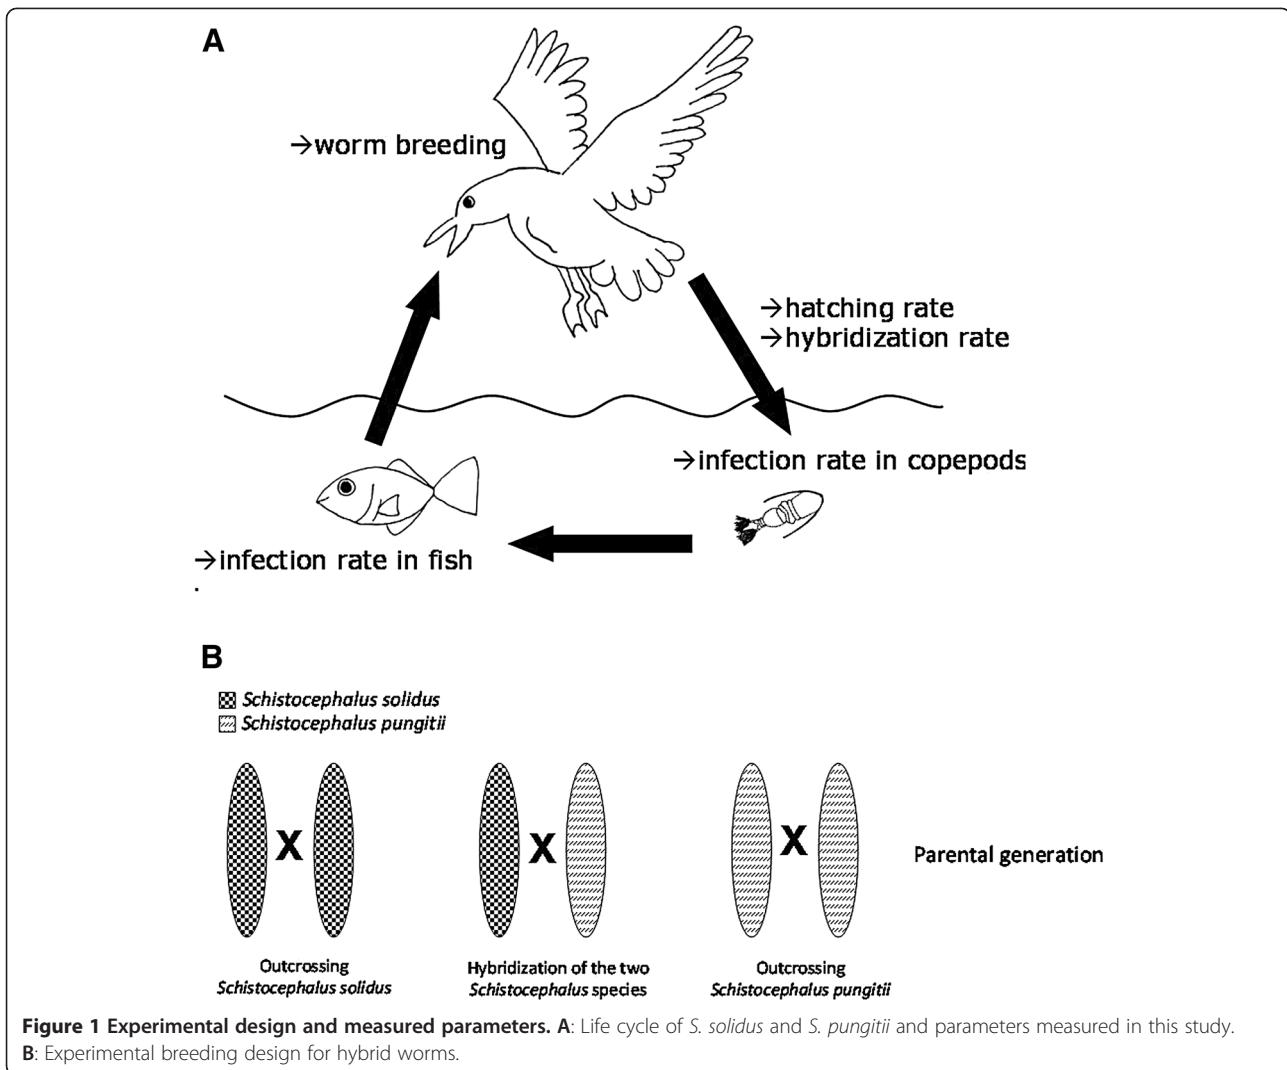 A
→worm breeding
→hatching rate
→hybridization rate
→infection rate in copepods
→infection rate in fish
.
B
Schistocephalus solidus
Schistocephalus pungitii
X
X
X
Parental generation
Outcrossing
Schistocephalus solidus
Hybridization of the two
Schistocephalus species
Outcrossing
Schistocephalus pungitii
Figure 1 Experimental design and measured parameters. A: Life cycle of S. solidus and S. pungitii and parameters measured in this study.
B: Experimental breeding design for hybrid worms.